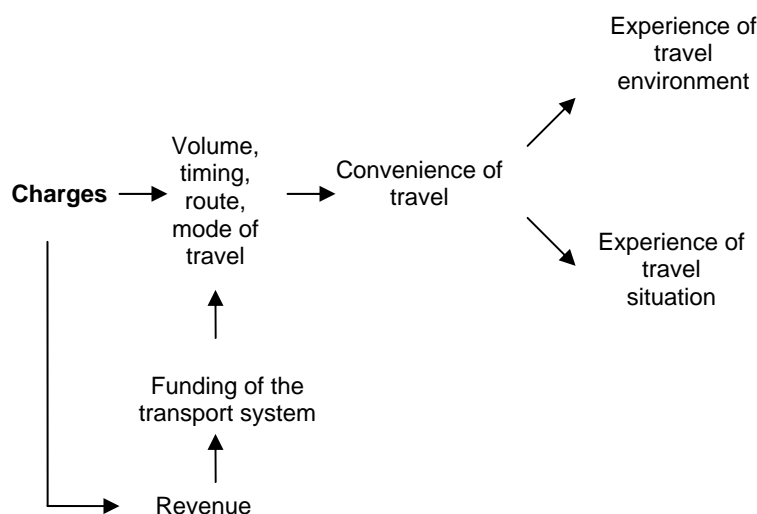 Experience of
travel
environment
Volume,
timing,
route,
mode of
travel
Charges
Convenience of
travel
Experience of
travel
situation
Funding of the
transport system
Revenue